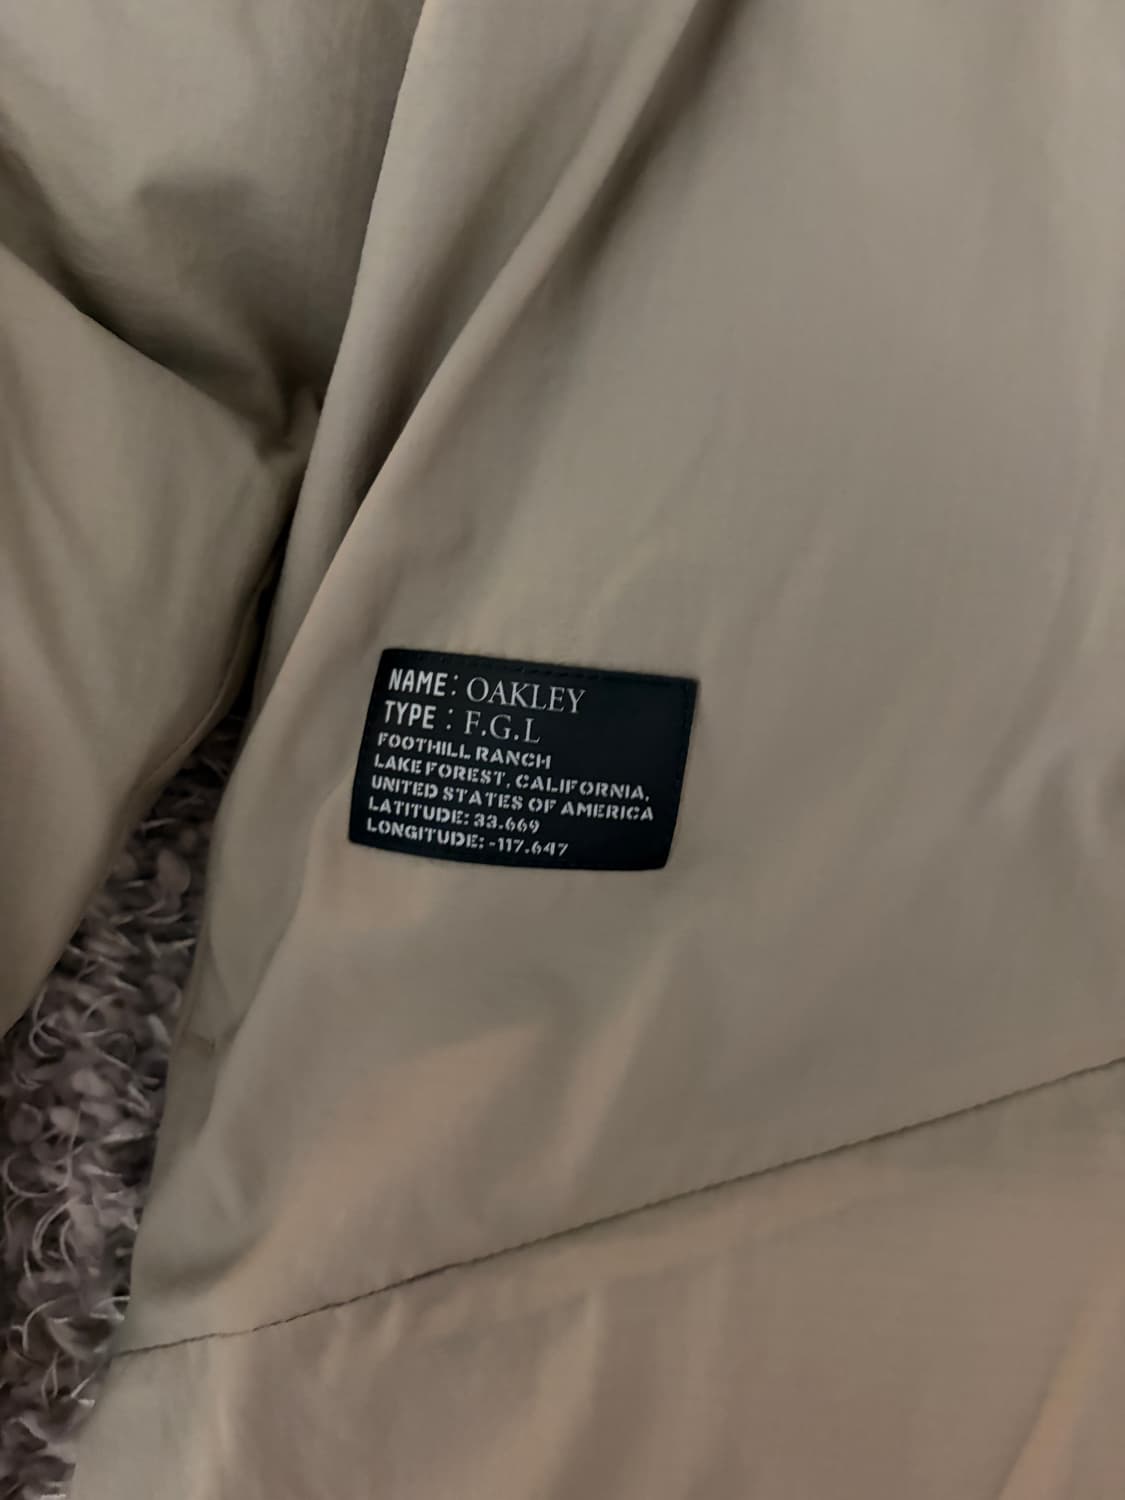 NAME: OAKLEY
TYPE : F.G.L
FOOTHILL RANCH
LAKE FOREST, CALIFORNIA,
UNITED STATES OF AMERICA
LATITUDE: 33.669
LONGITUDE: -117.647